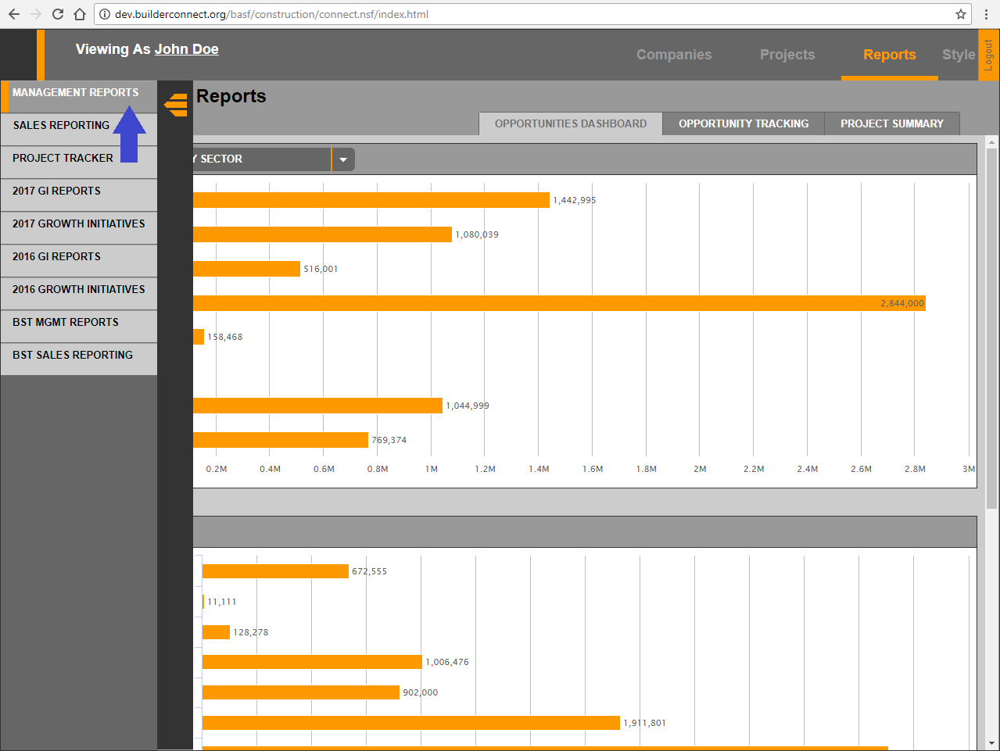 dev.builderconnect.org/basf/construction/connect.nsf/index.html
Viewing As John Doe
Companies
Projects
Reports
Style
Logout
MANAGEMENT REPORTS
SALES REPORTING
PROJECT TRACKER
2017 GI REPORTS
2017 GROWTH INITIATIVES
2016 GI REPORTS
2016 GROWTH INITIATIVES
BST MGMT REPORTS
BST SALES REPORTING
Reports
OPPORTUNITIES DASHBOARD
OPPORTUNITY TRACKING
PROJECT SUMMARY
Y SECTOR
1,442,995
1,080,039
516,001
2,844,000
158,468
1,044,999
769,374
0.2M 0.4M 0.6M 0.8M 1M 1.2M 1.4M 1.6M 1.8M 2M 2.2M 2.4M 2.6M 2.8M 3M
672,555
11,111
128,278
1,006,476
902,000
1,911,801